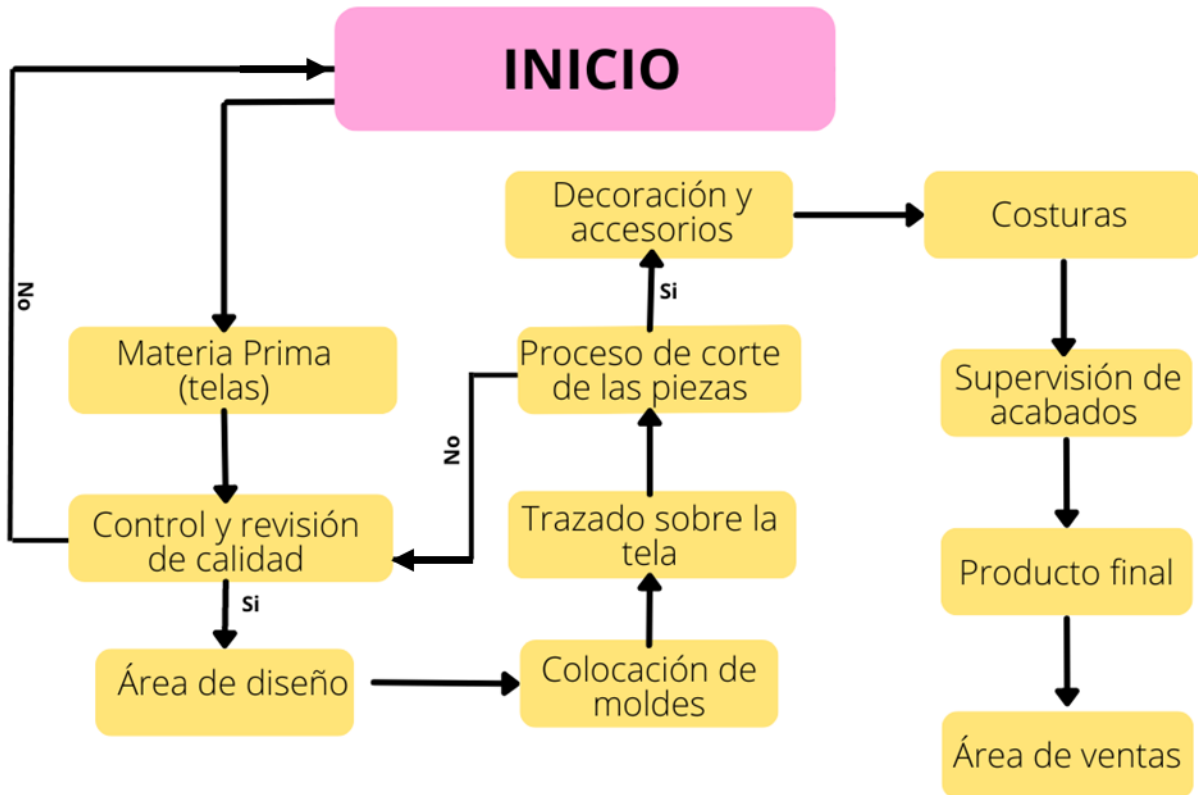 INICIO
No
Materia Prima
(telas)
Control y revisión
de calidad
Si
Área de diseño
Colocación de
moldes
Trazado sobre la
tela
Proceso de corte
de las piezas
No
Si
Decoración y
accesorios
Costuras
Supervisión de
acabados
Producto final
Área de ventas